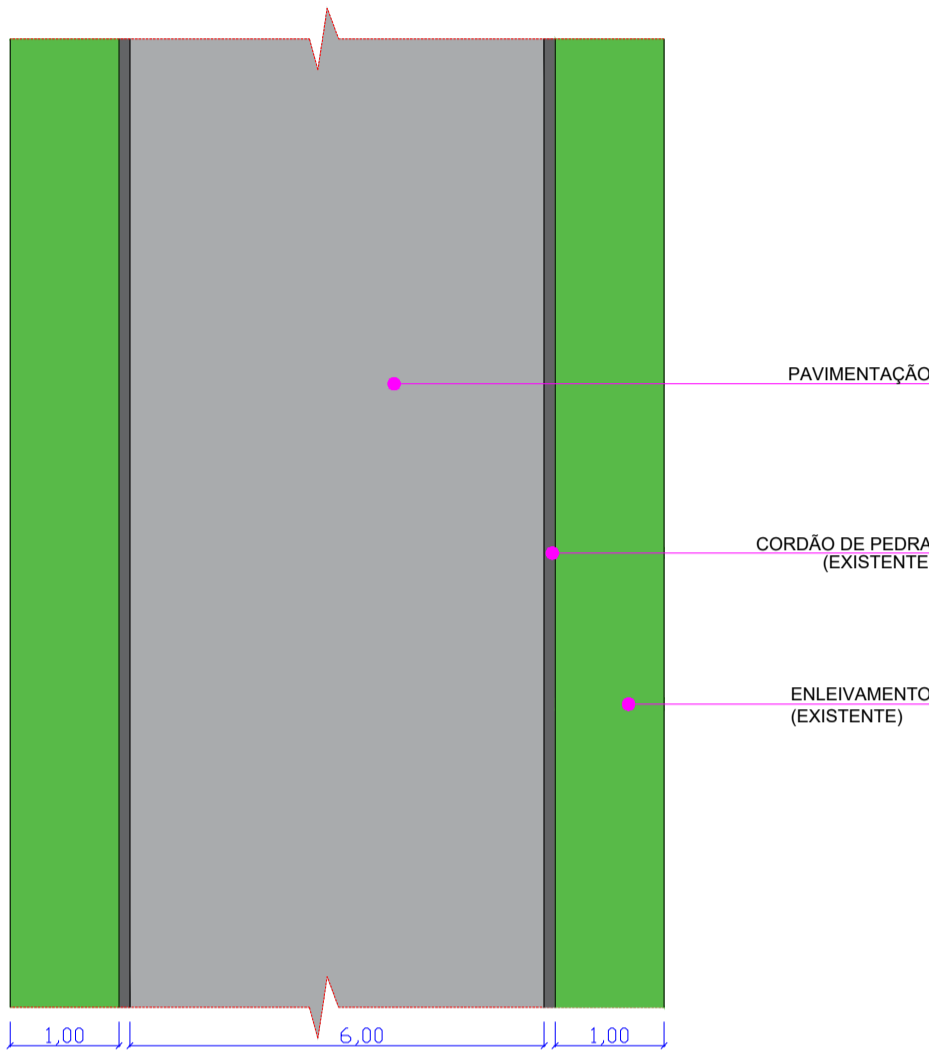 PAVIMENTAÇÃO
CORDÃO DE PEDRA
(EXISTENTE
ENLEIVAMENTO
(EXISTENTE)
1,00
6,00
1,00